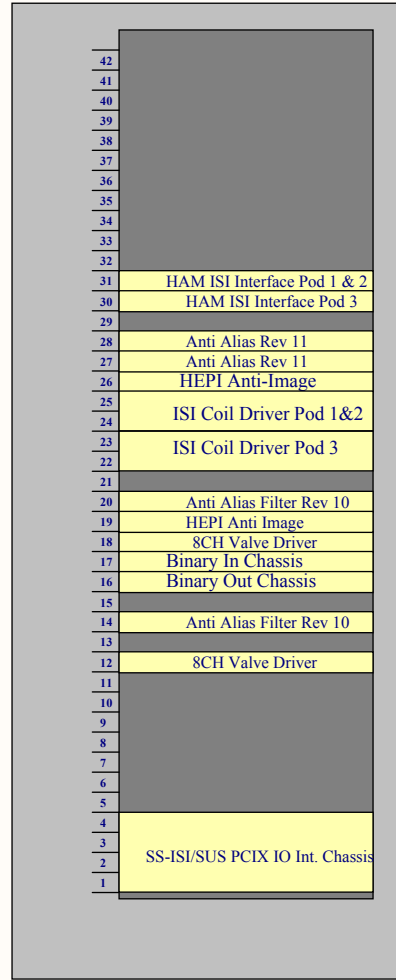 42
41
40
39
38
37
36
35
34
33
32
31 HAM ISI Interface Pod 1 & 2
30 HAM ISI Interface Pod 3
29
28 Anti Alias Rev 11
27 Anti Alias Rev 11
26 HEPI Anti-Image
25
ISI Coil Driver Pod 1&2
24
23 ISI Coil Driver Pod 3
22
21
20 Anti Alias Filter Rev 10
19 HEPI Anti Image
18 8CH Valve Driver
17 Binary In Chassis
16 Binary Out Chassis
15
14 Anti Alias Filter Rev 10
13
12 8CH Valve Driver
11
10
9
8
7
6
5
4
3
2 SS-ISI/SUS PCIX IO Int. Chassis
1